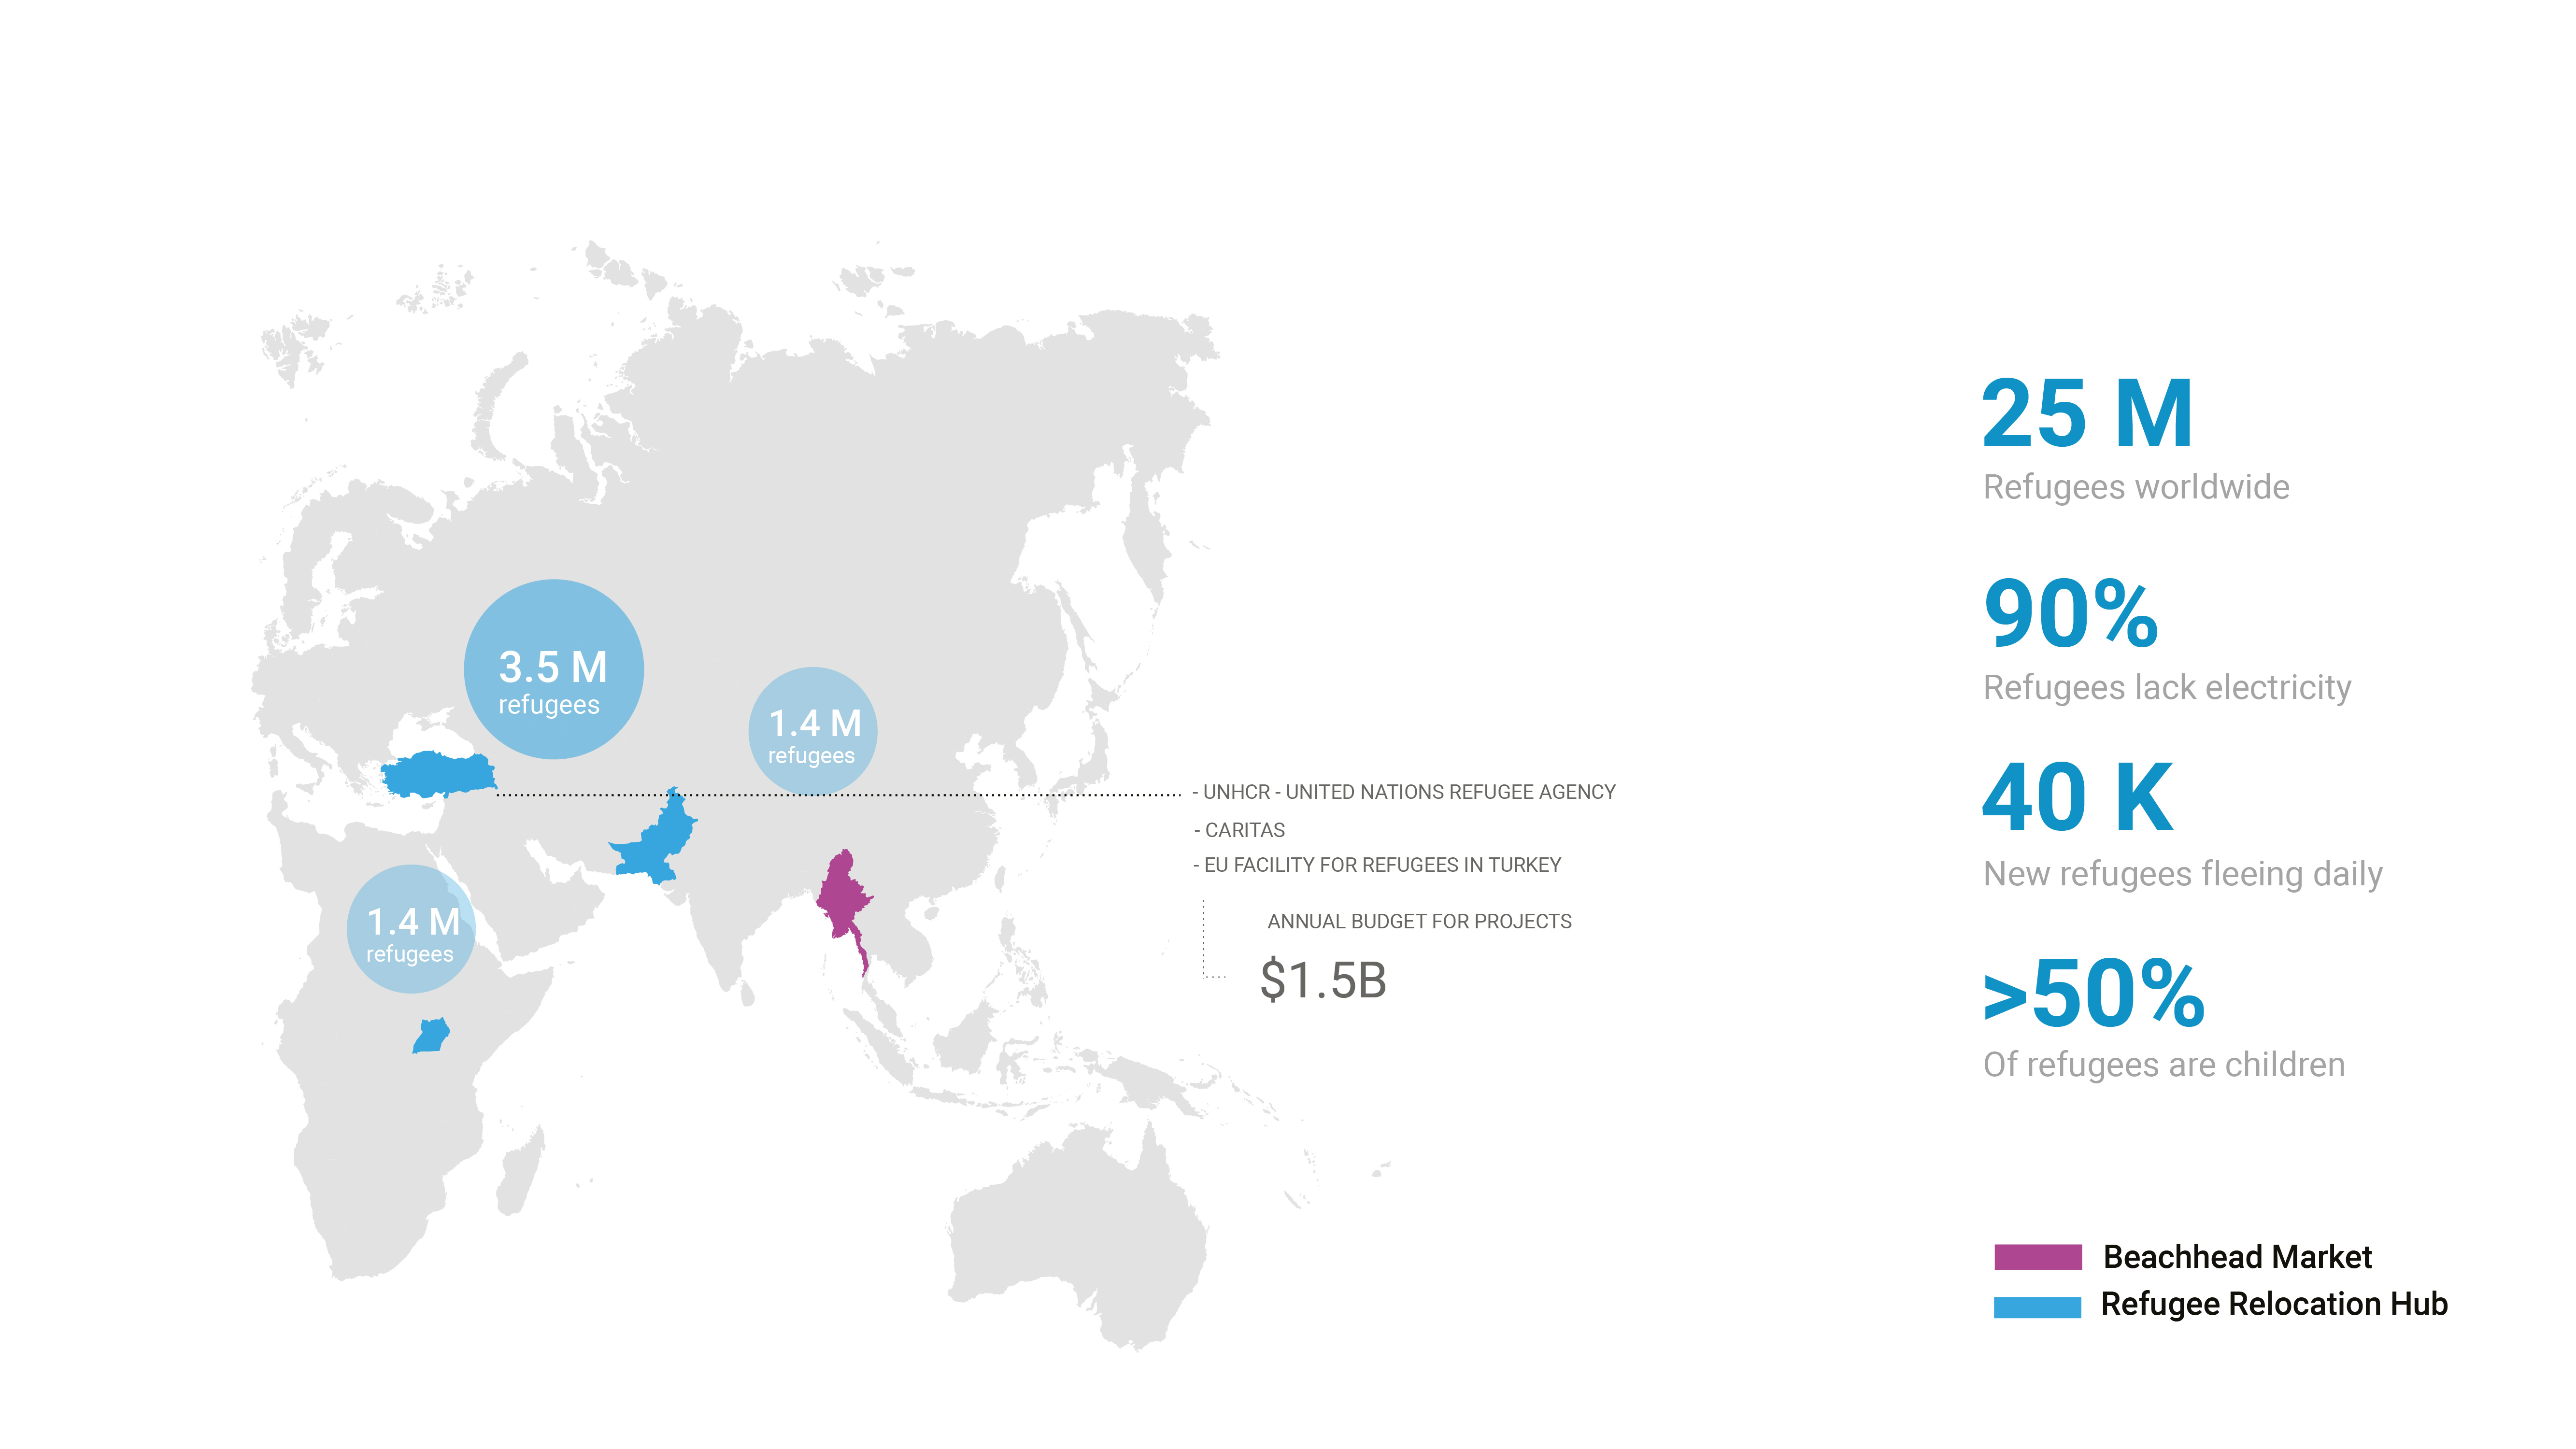 3.5 M
refugees
1.4 M
refugees
1.4 M
refugees
- UNHCR - UNITED NATIONS REFUGEE AGENCY
- CARITAS
- EU FACILITY FOR REFUGEES IN TURKEY
ANNUAL BUDGET FOR PROJECTS
$1.5B
25 M
Refugees worldwide
90%
Refugees lack electricity
40 K
New refugees fleeing daily
>50%
Of refugees are children
Beachhead Market
Refugee Relocation Hub